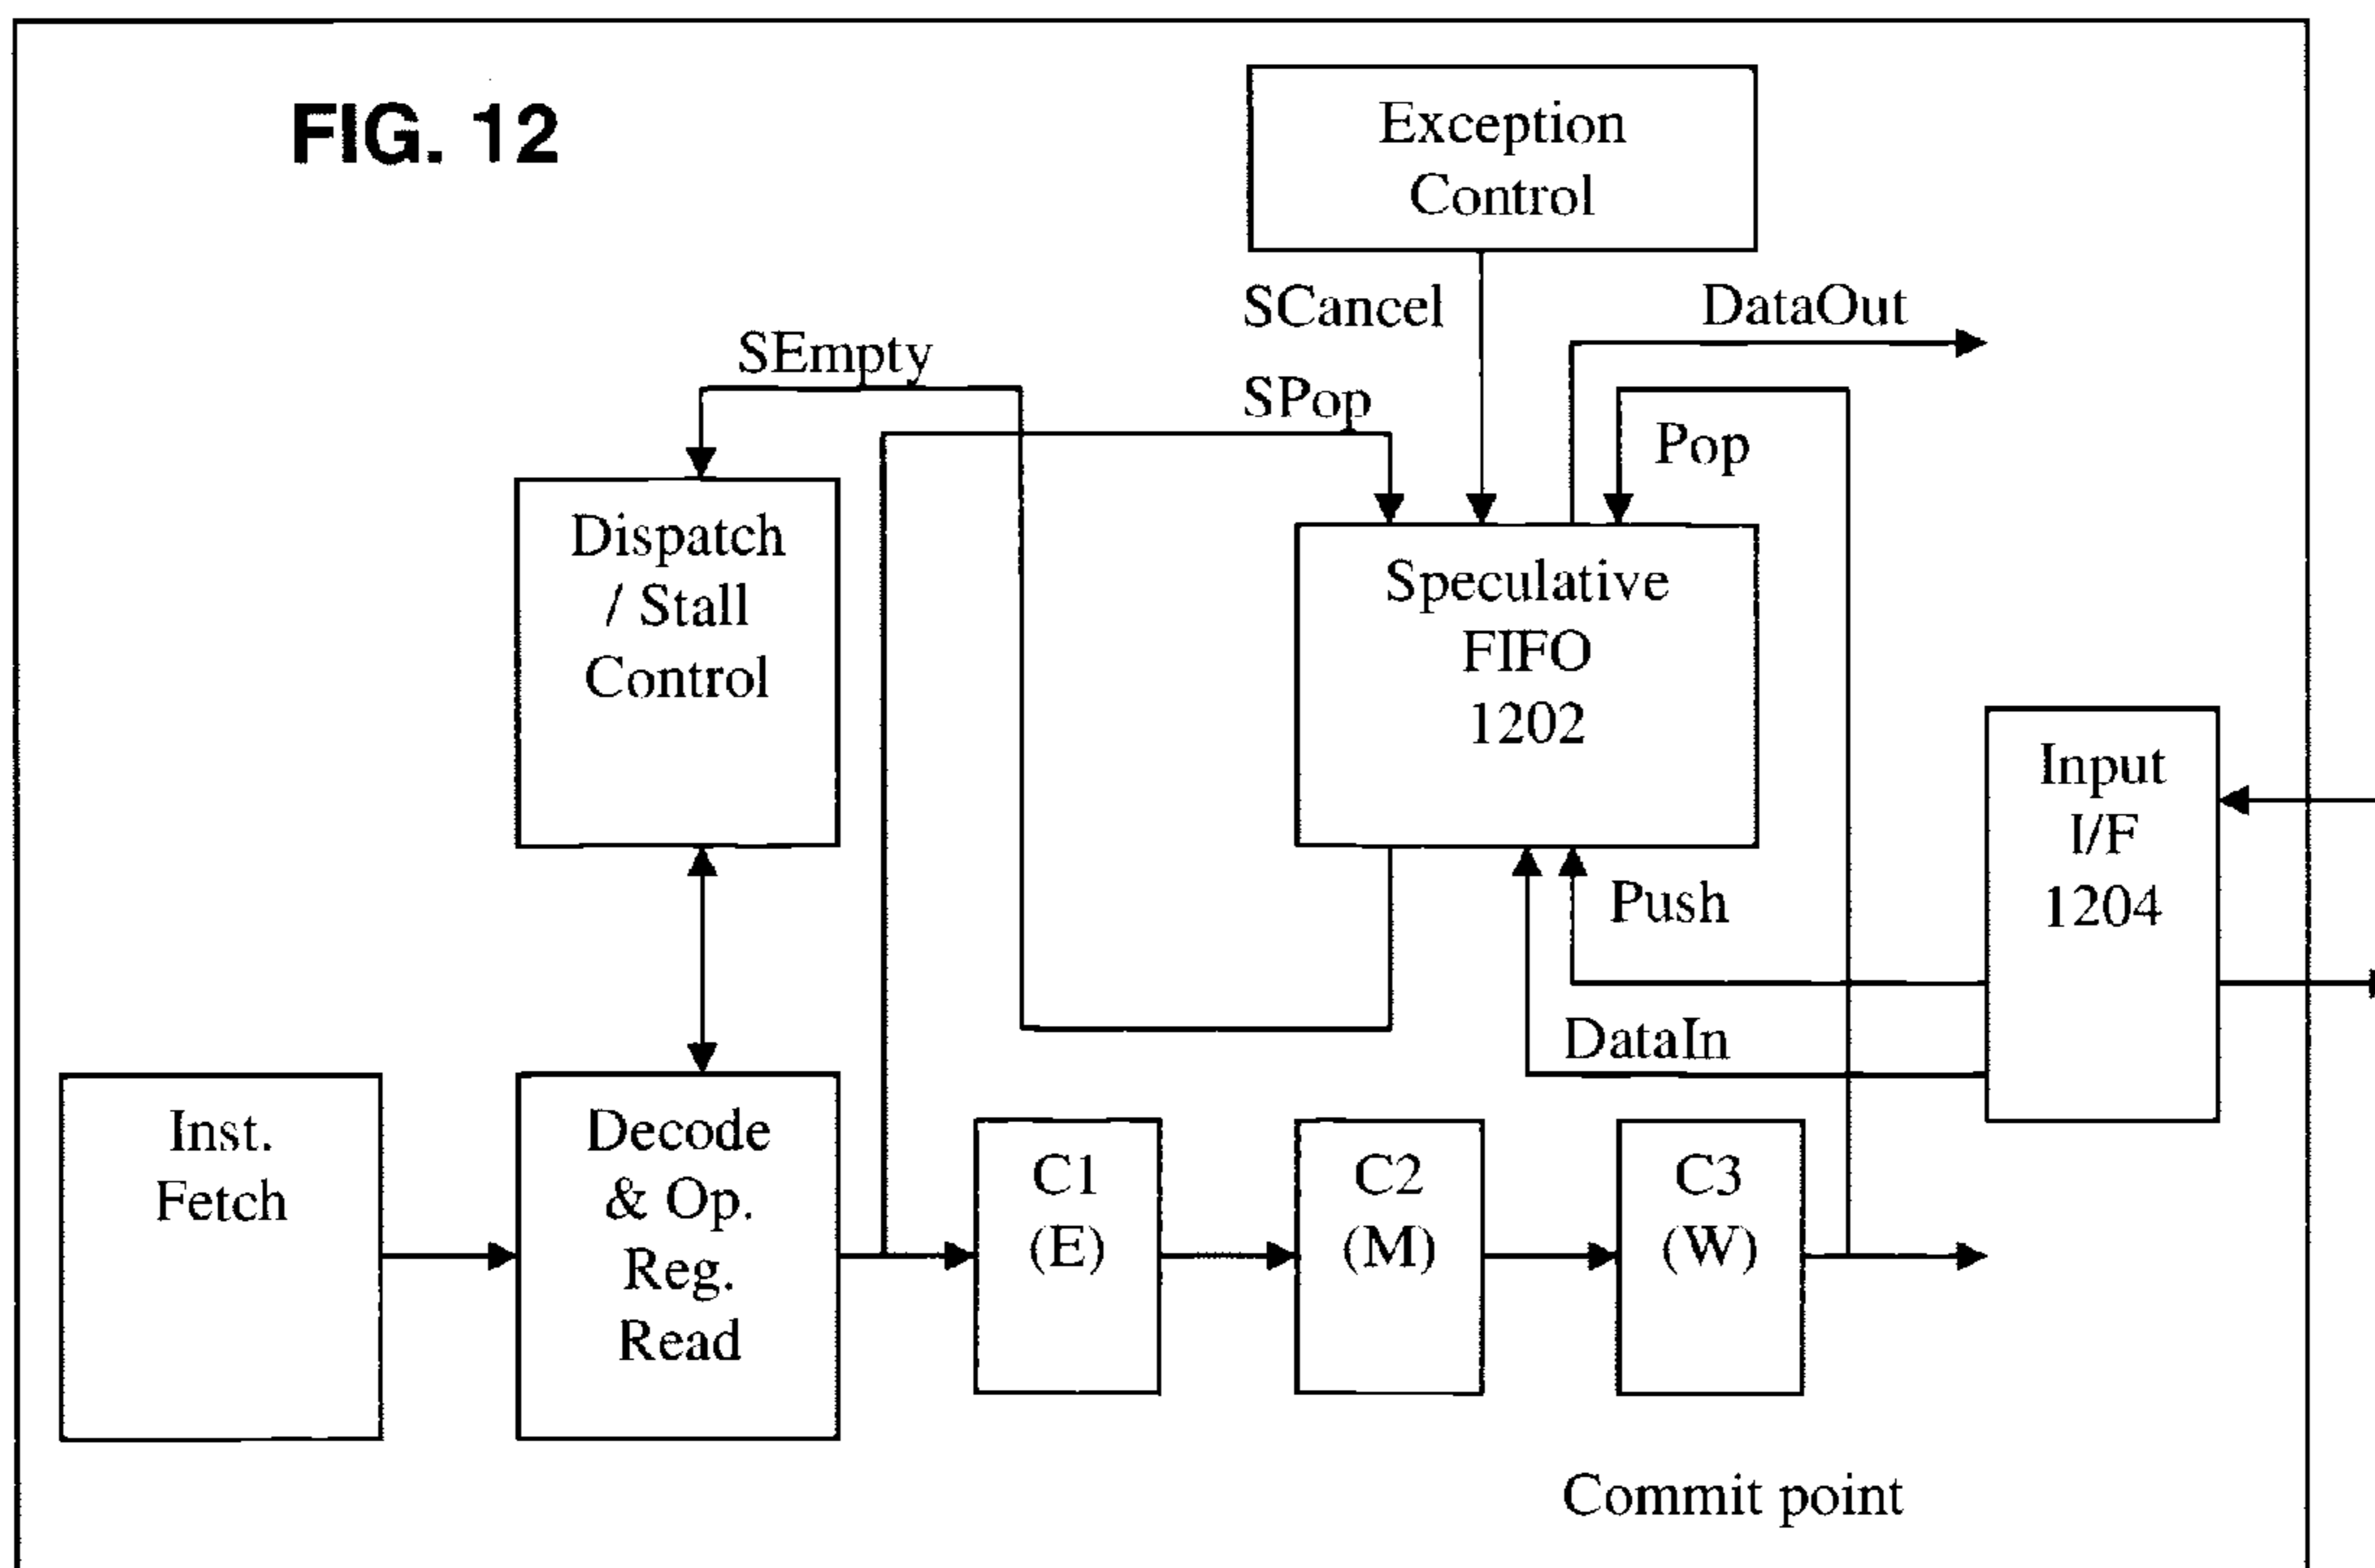 FIG. 12
Exception
Control
SCancel
DataOut
SEmpty
SPop
Pop
Dispatch
/ Stall
Control
Speculative
FIFO
1202
Input
I/F
1204
Push
DataIn
Inst.
Fetch
Decode
& Op.
Reg.
Read
C1
(E)
C2
(M)
C3
(W)
Commit point